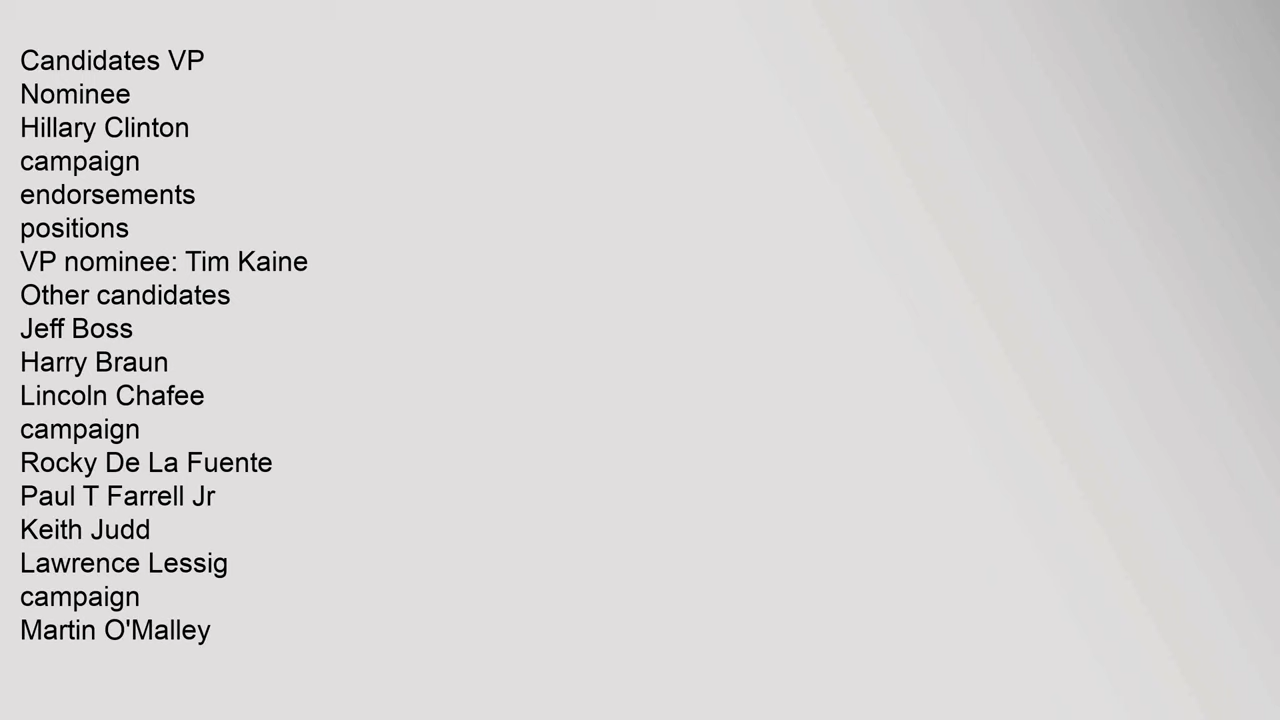 Candidates VP
Nominee
Hillary Clinton
campaign
endorsements
positions
VP nominee: Tim Kaine
Other candidates
Jeff Boss
Harry Braun
Lincoln Chafee
campaign
Rocky De La Fuente
Paul T Farrell Jr
Keith Judd
Lawrence Lessig
campaign
Martin O'Malley